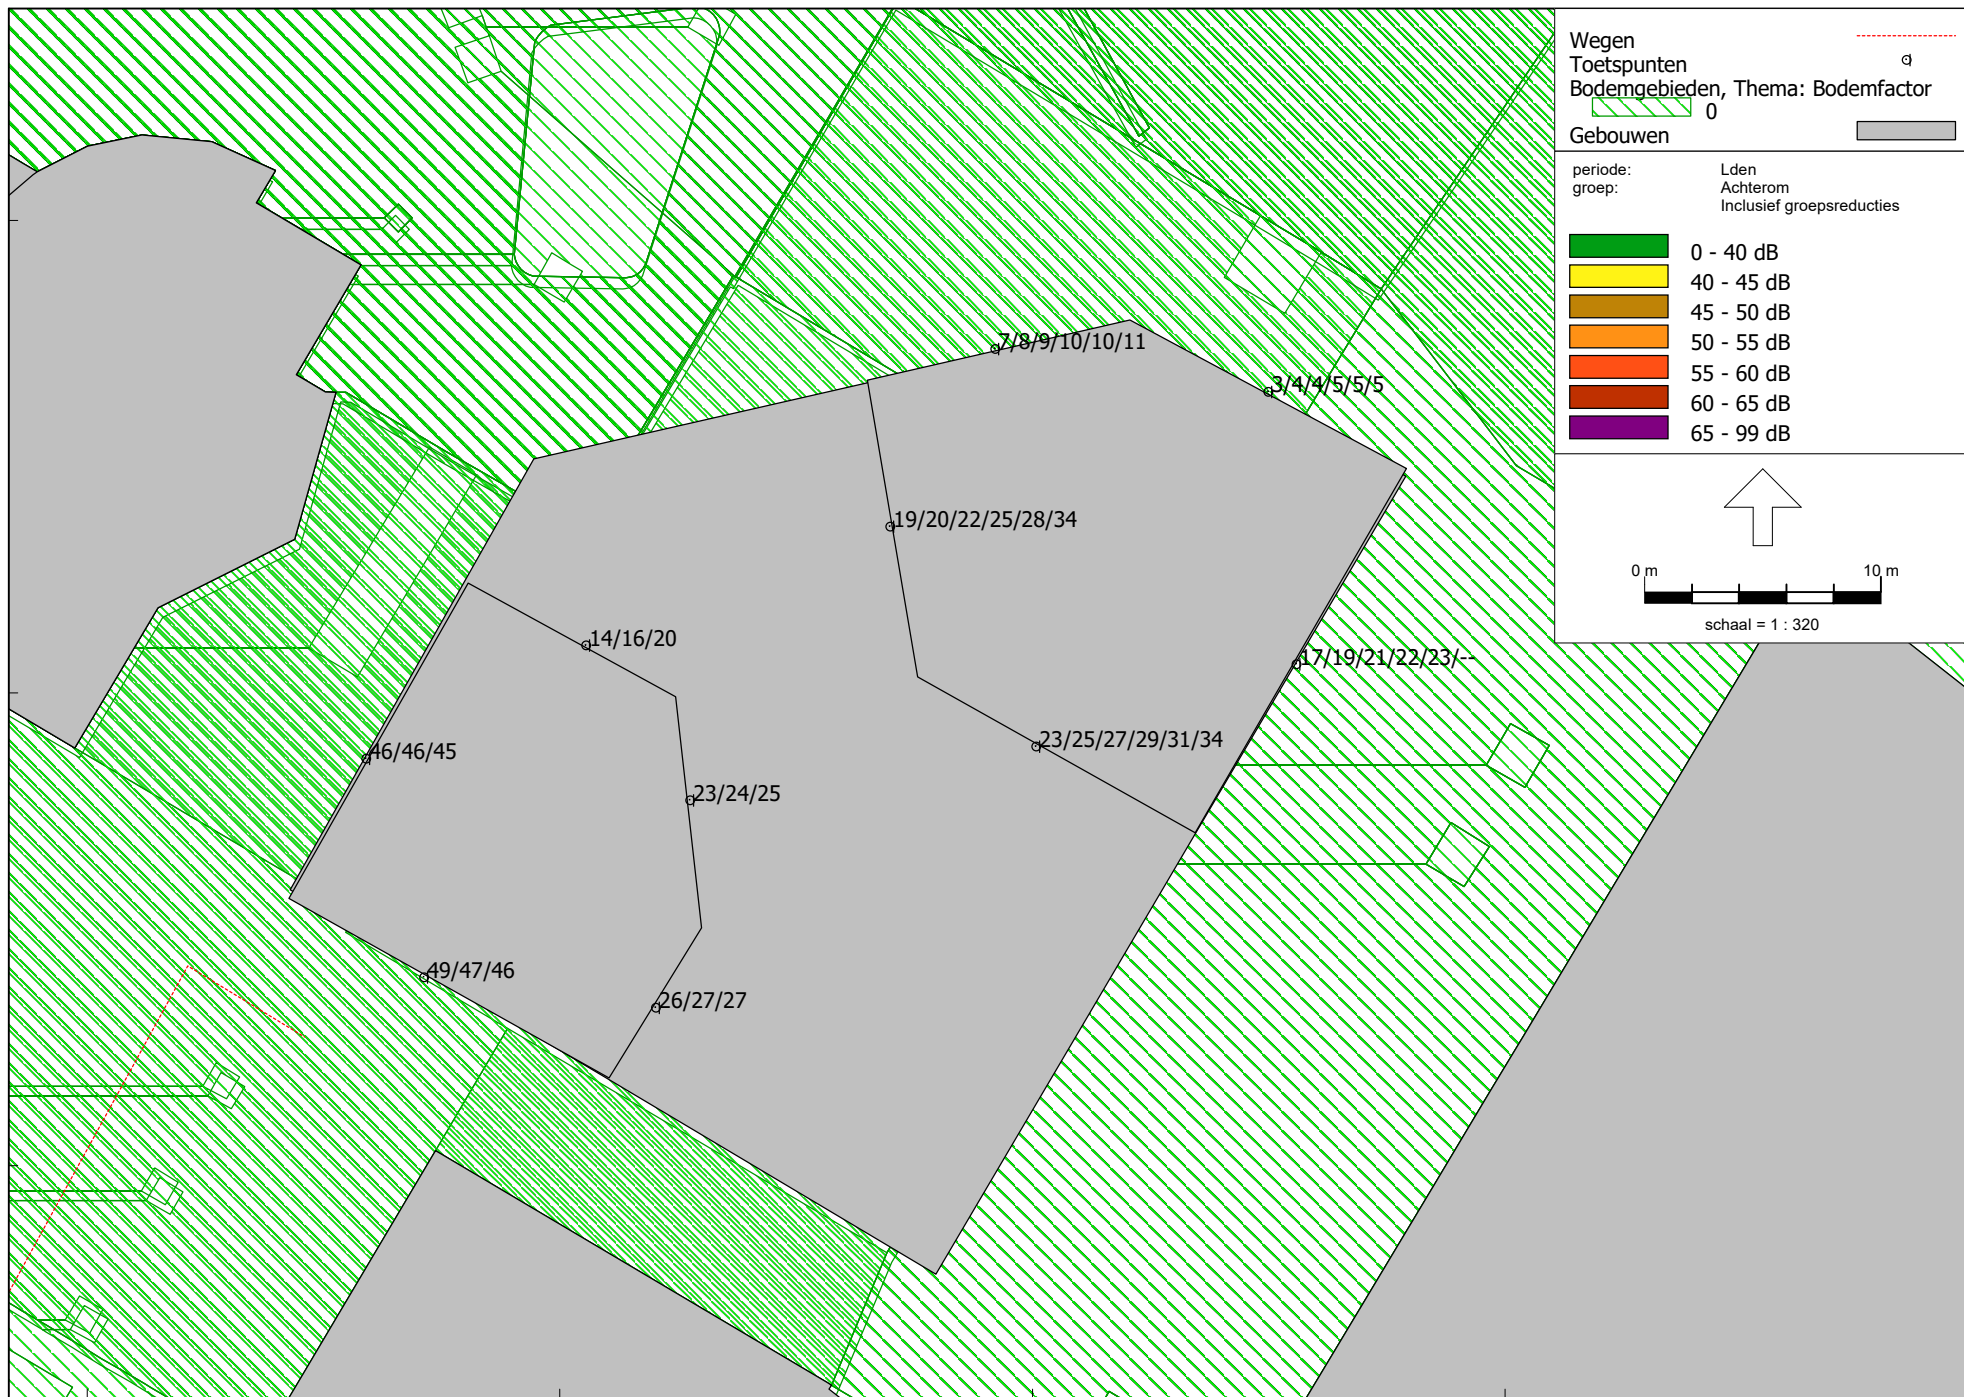 Wegen
Toetspunten
Bodemgebieden, Thema: Bodemfactor
0
Gebouwen
periode: Lden
groep: Achterom
Inclusief groepsreducties
0 - 40 dB
40 - 45 dB
45 - 50 dB
50 - 55 dB
55 - 60 dB
60 - 65 dB
65 - 99 dB
0 m 10 m
schaal = 1 : 320
7/8/9/10/10/11
3/4/4/5/5/5
19/20/22/25/28/34
14/16/20
17/19/21/22/23/--
23/25/27/29/31/34
46/46/45
23/24/25
49/47/46
26/27/27